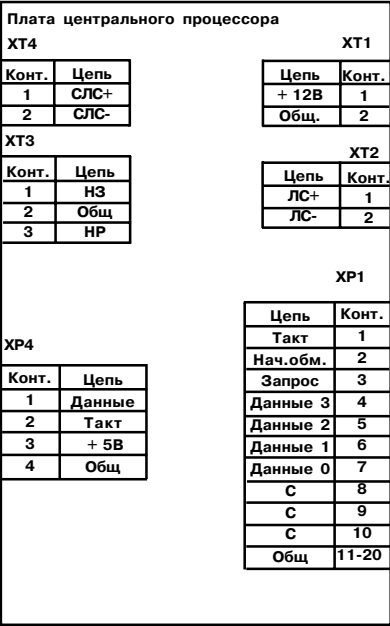 Плата центрального процессора
XT4
Конт. Цепь
1 СЛС+
2 СЛС-
XT3
Конт. Цепь
1 НЗ
2 Общ
3 НР
XP4
Конт. Цепь
1 Данные
2 Такт
3 + 5В
4 Общ
XT1
Цепь Конт.
+ 12В 1
Общ. 2
XT2
Цепь Конт.
ЛС+ 1
ЛС- 2
XP1
Цепь Конт.
Такт 1
Нач.обм. 2
Запрос 3
Данные 3 4
Данные 2 5
Данные 1 6
Данные 0 7
С 8
С 9
С 10
Общ 11-20